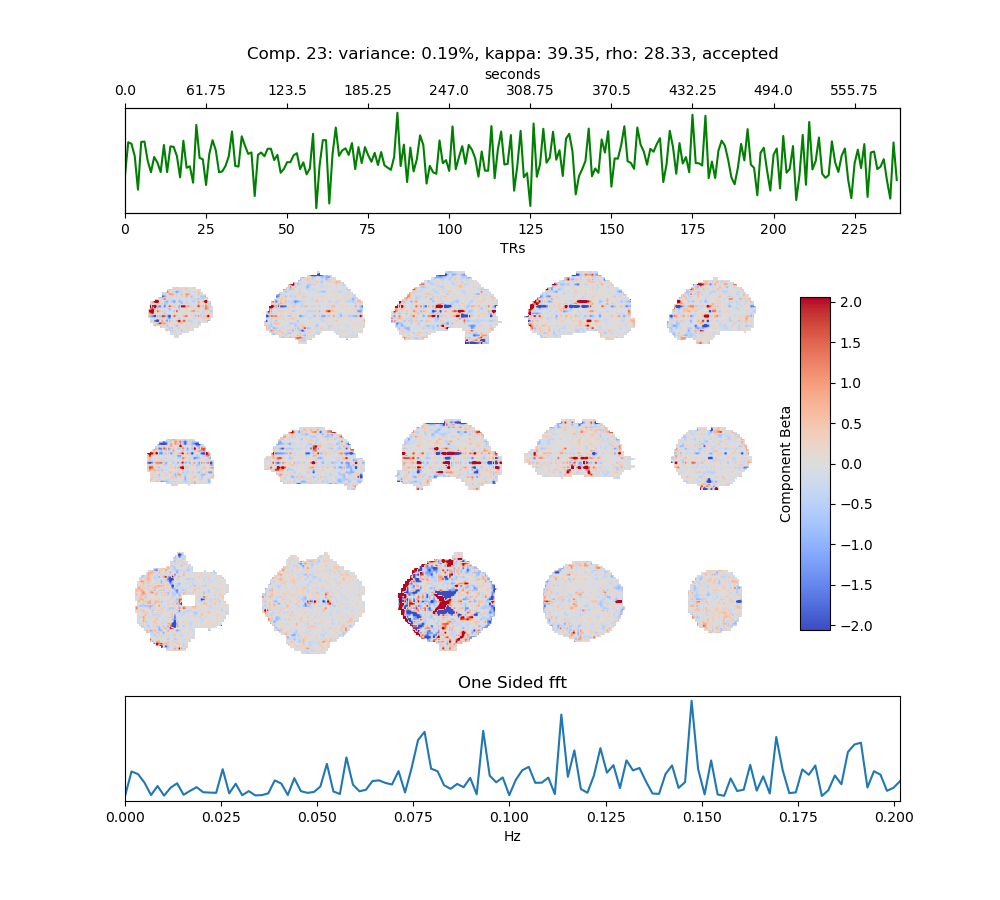 Comp. 23: variance: 0.19%, kappa: 39.35, rho: 28.33, accepted
seconds
0.0 61.75 123.5 185.25 247.0 308.75 370.5 432.25 494.0 555.75
0 25 50 75 100 125 150 175 200 225
TRs
2.0
1.5
1.0
0.5
0.0
−0.5
−1.0
−1.5
−2.0
Component Beta
One Sided fft
0.000 0.025 0.050 0.075 0.100 0.125 0.150 0.175 0.200
Hz